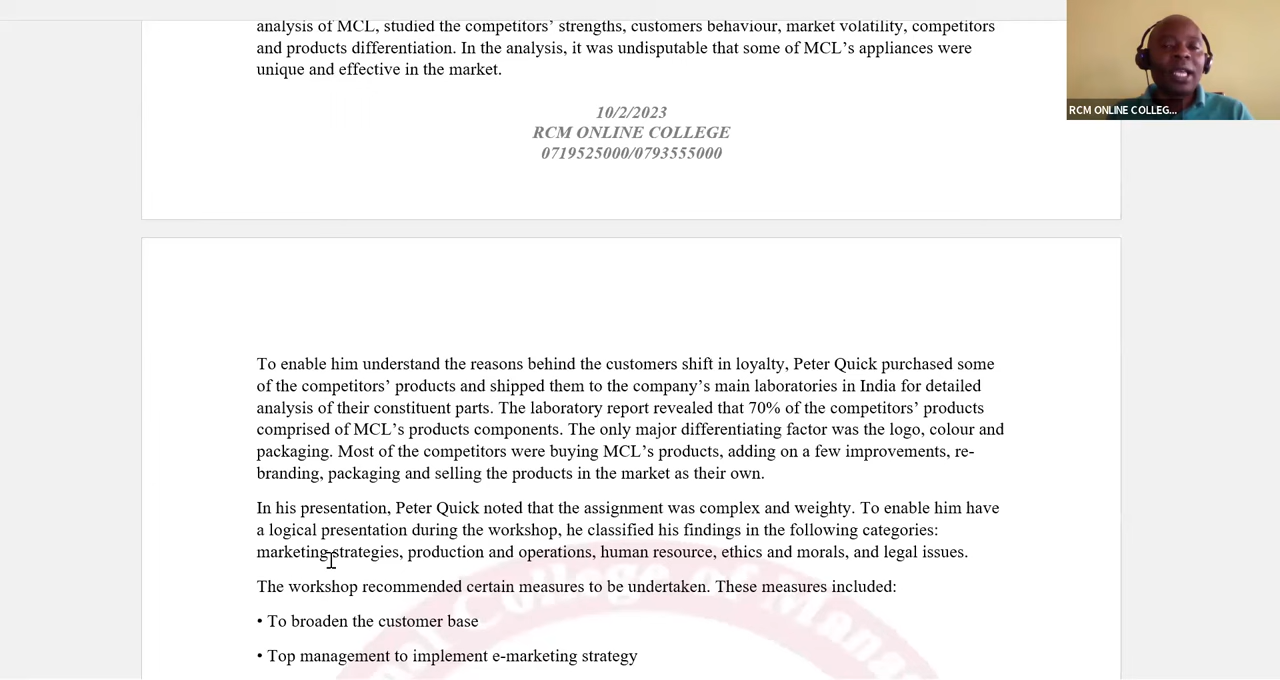 analysis of MCL, studied the competitors’ strengths, customers behaviour, market volatility, competitors
and products differentiation. In the analysis, it was undisputable that some of MCL’s appliances were
unique and effective in the market.
RCM ONLINE COLLEG...
10/2/2023
RCM ONLINE COLLEGE
0719525000/0793555000
To enable him understand the reasons behind the customers shift in loyalty, Peter Quick purchased some
of the competitors’ products and shipped them to the company’s main laboratories in India for detailed
analysis of their constituent parts. The laboratory report revealed that 70% of the competitors’ products
comprised of MCL’s products components. The only major differentiating factor was the logo, colour and
packaging. Most of the competitors were buying MCL’s products, adding on a few improvements, re-
branding, packaging and selling the products in the market as their own.
In his presentation, Peter Quick noted that the assignment was complex and weighty. To enable him have
a logical presentation during the workshop, he classified his findings in the following categories:
marketing strategies, production and operations, human resource, ethics and morals, and legal issues.
The workshop recommended certain measures to be undertaken. These measures included:
• To broaden the customer base
• Top management to implement e-marketing strategy
College of